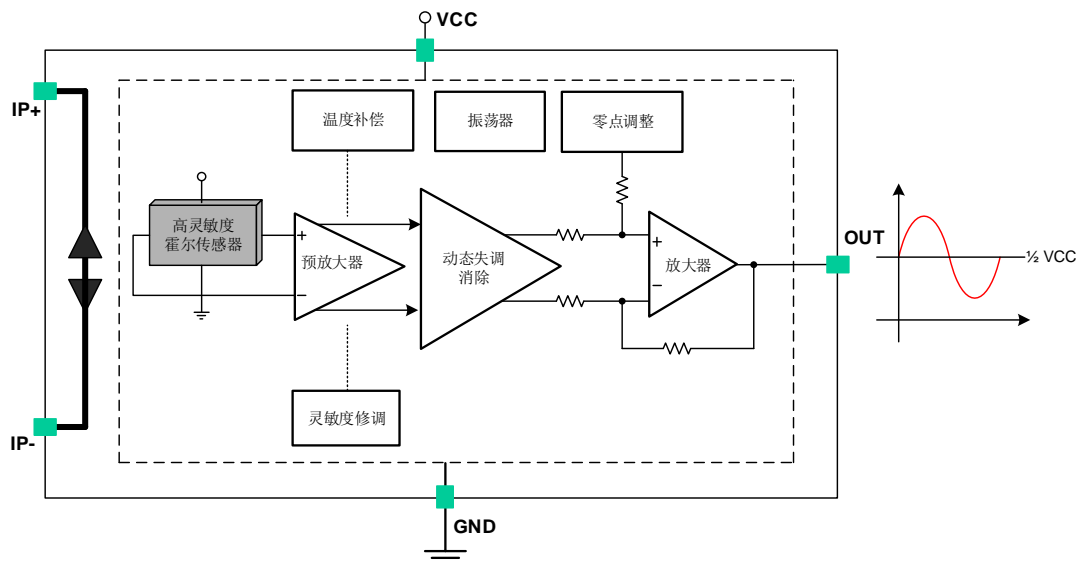 VCC
IP+
温度补偿
振荡器
零点调整
高灵敏度
霍尔传感器
+
−
预放大器
动态失调
消除
+
−
放大器
OUT
½ VCC
灵敏度修调
IP-
GND